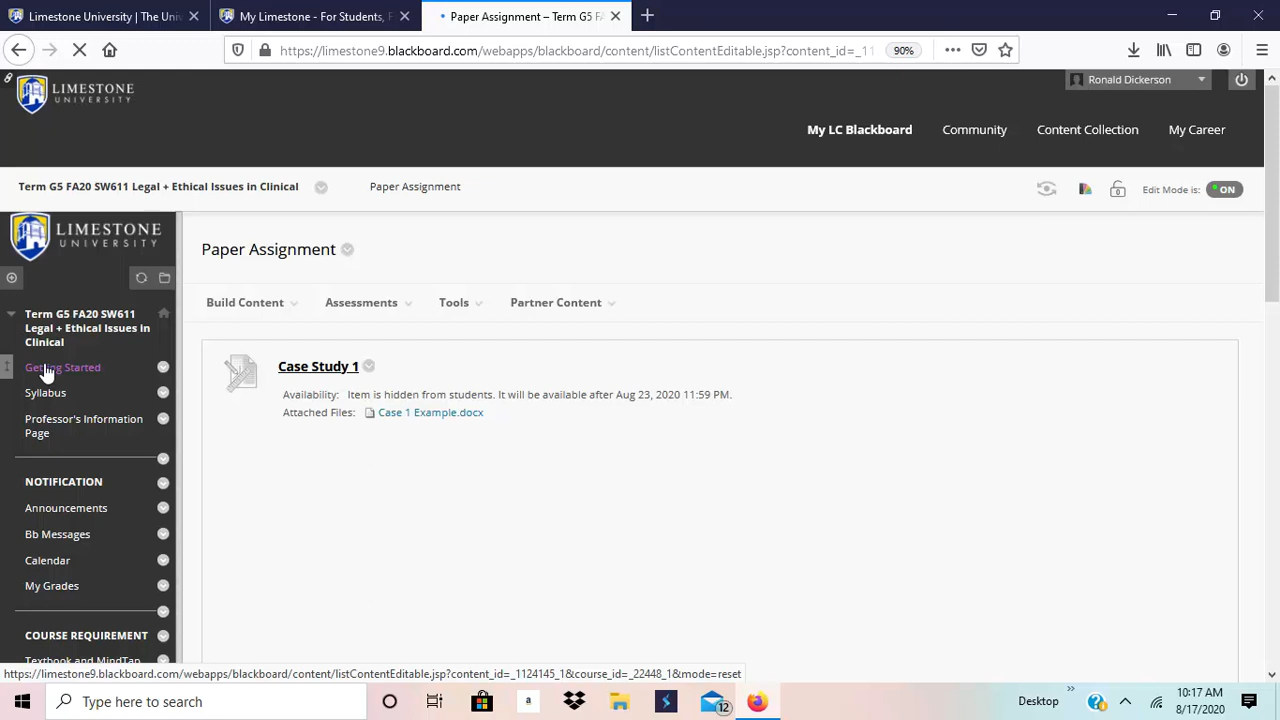 Limestone University | The Uni
My Limestone - For Students, F
Paper Assignment – Term G5 FA
https://limestone9.blackboard.com/webapps/blackboard/content/listContentEditable.jsp?content_id=_11
90%
LIMESTONE
UNIVERSITY
Ronald Dickerson
My LC Blackboard
Community
Content Collection
My Career
Term G5 FA20 SW611 Legal + Ethical Issues in Clinical
Paper Assignment
Edit Mode is:
ON
LIMESTONE
UNIVERSITY
Paper Assignment
Build Content
Assessments
Tools
Partner Content
Term G5 FA20 SW611
Legal + Ethical Issues in
Clinical
Getting Started
Syllabus
Professor's Information
Page
NOTIFICATION
Announcements
Bb Messages
Calendar
My Grades
COURSE REQUIREMENT
Textbook and MindTap
Case Study 1
Availability: Item is hidden from students. It will be available after Aug 23, 2020 11:59 PM.
Attached Files: Case 1 Example.docx
https://limestone9.blackboard.com/webapps/blackboard/content/listContentEditable.jsp?content_id=_1124145_1&course_id=_22448_1&mode=reset
Type here to search
a
12
Desktop
10:17 AM
8/17/2020